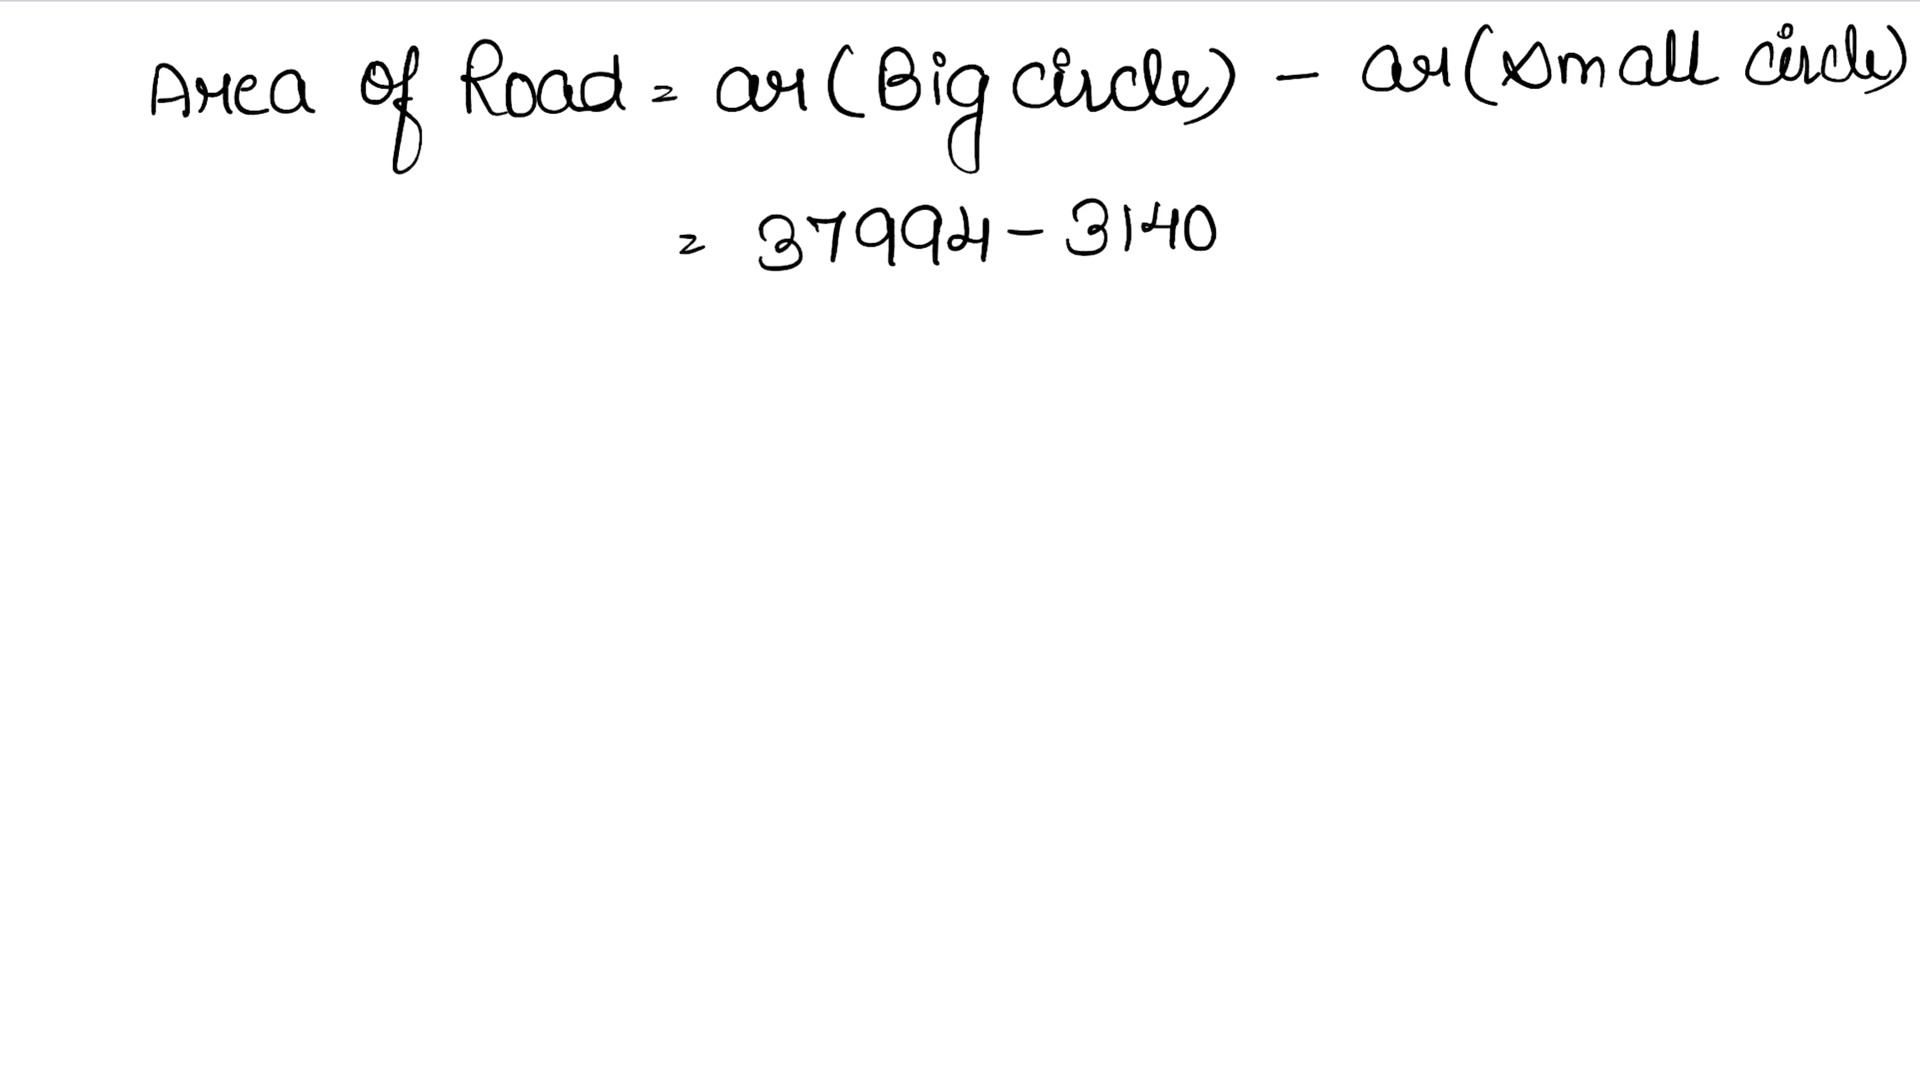 Area of Road = ar(Big circle) - ar(small circle)
= 37994 - 3140